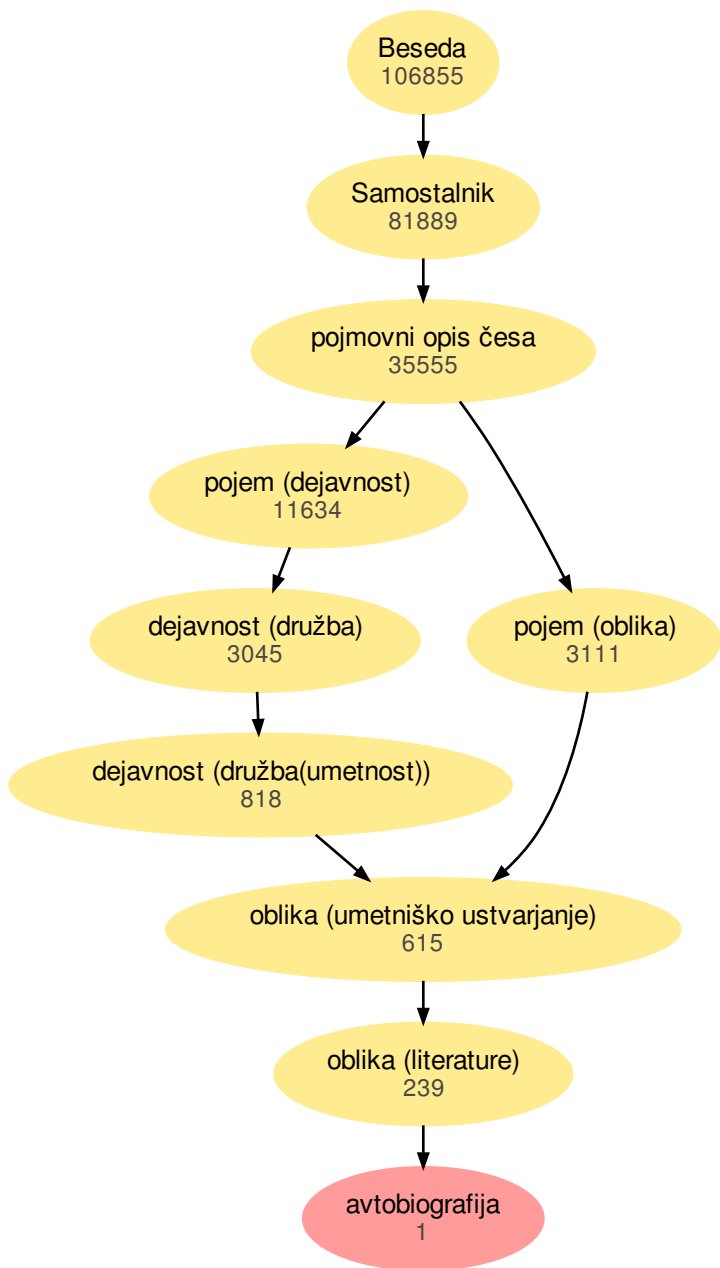 Beseda
106855
Samostalnik
81889
pojmovni opis česa
35555
pojem (dejavnost)
11634
dejavnost (družba)
3045
pojem (oblika)
3111
dejavnost (družba(umetnost))
818
oblika (umetniško ustvarjanje)
615
oblika (literature)
239
avtobiografija
1